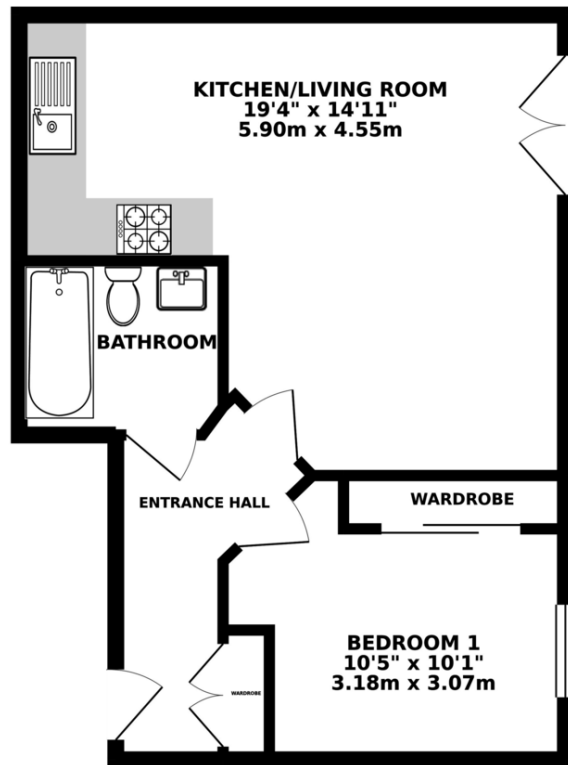 KITCHEN/LIVING ROOM
19'4" x 14'11"
5.90m x 4.55m
BATHROOM
ENTRANCE HALL
WARDROBE
BEDROOM 1
10'5" x 10'1"
3.18m x 3.07m
WARDROBE